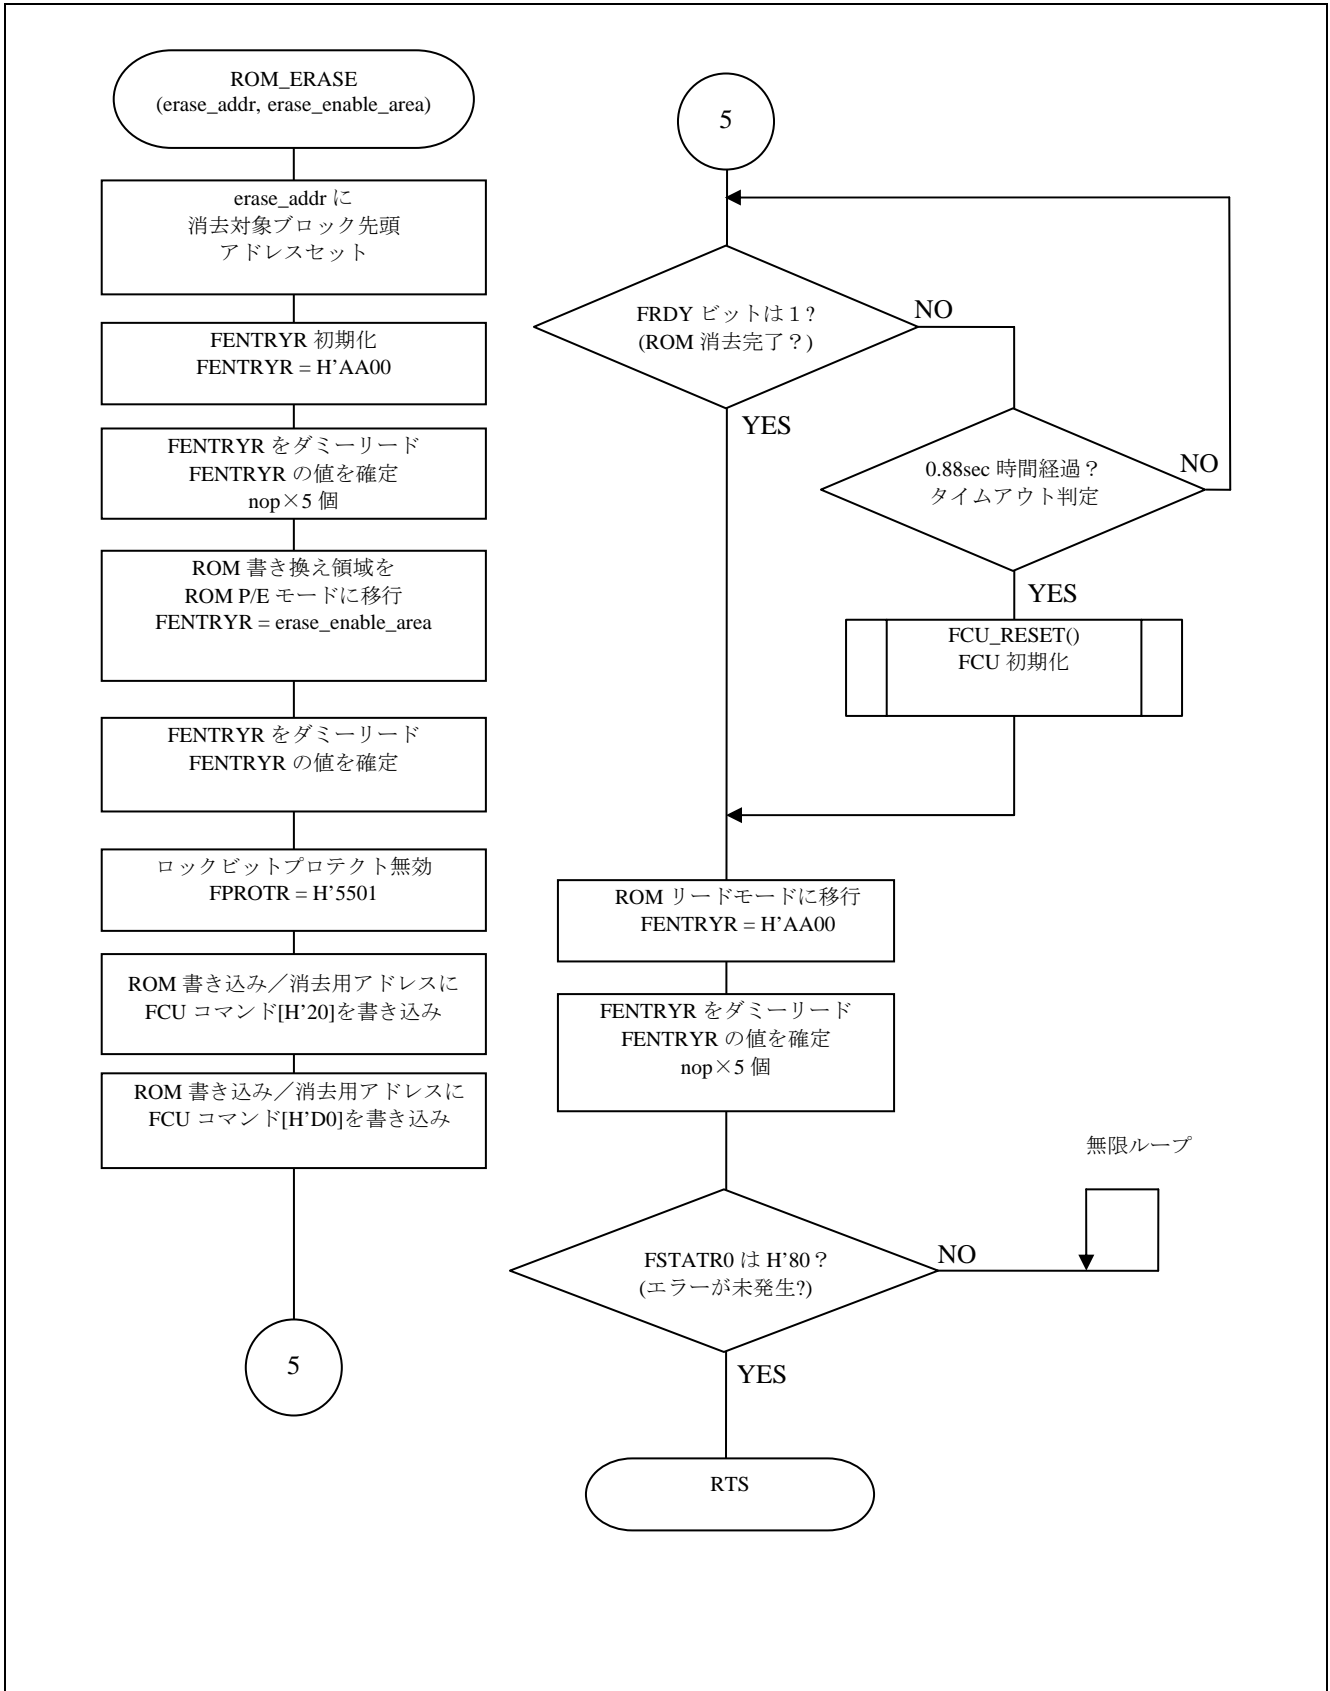 ROM_ERASE
(erase_addr, erase_enable_area)
erase_addr に
消去対象ブロック先頭
アドレスセット
FENTRYR 初期化
FENTRYR = H'AA00
FENTRYR をダミーリード
FENTRYR の値を確定
nop×5 個
ROM 書き換え領域を
ROM P/E モードに移行
FENTRYR = erase_enable_area
FENTRYR をダミーリード
FENTRYR の値を確定
ロックビットプロテクト無効
FPROTR = H'5501
ROM 書き込み／消去用アドレスに
FCU コマンド[H'20]を書き込み
ROM 書き込み／消去用アドレスに
FCU コマンド[H'D0]を書き込み
5
5
FRDY ビットは１?
(ROM 消去完了？)
NO
YES
0.88sec 時間経過？
タイムアウト判定
NO
YES
FCU_RESET()
FCU 初期化
ROM リードモードに移行
FENTRYR = H'AA00
FENTRYR をダミーリード
FENTRYR の値を確定
nop×5 個
無限ループ
FSTATR0 は H'80？
(エラーが未発生?)
NO
YES
RTS